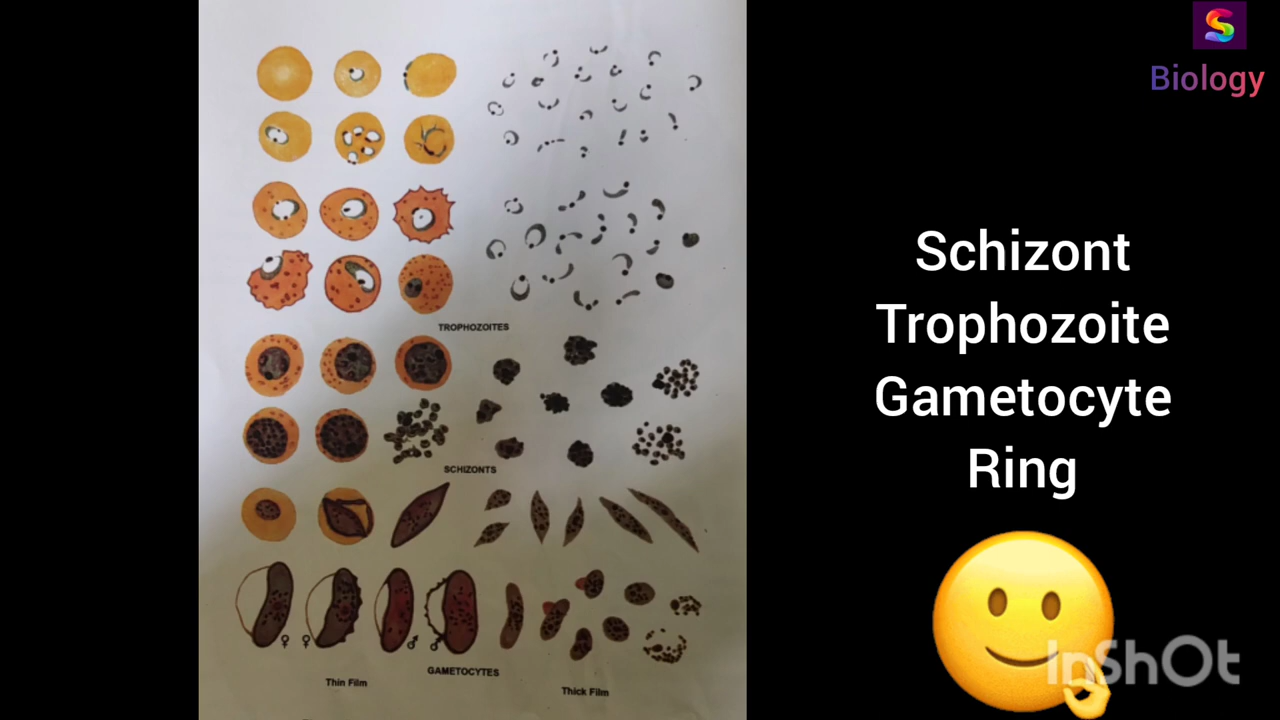 S
Biology
TROPHOZOITES
SCHIZONTS
♀ ♀ ♂ ♂
GAMETOCYTES
Thin Film
Thick Film
Schizont
Trophozoite
Gametocyte
Ring
InShOt